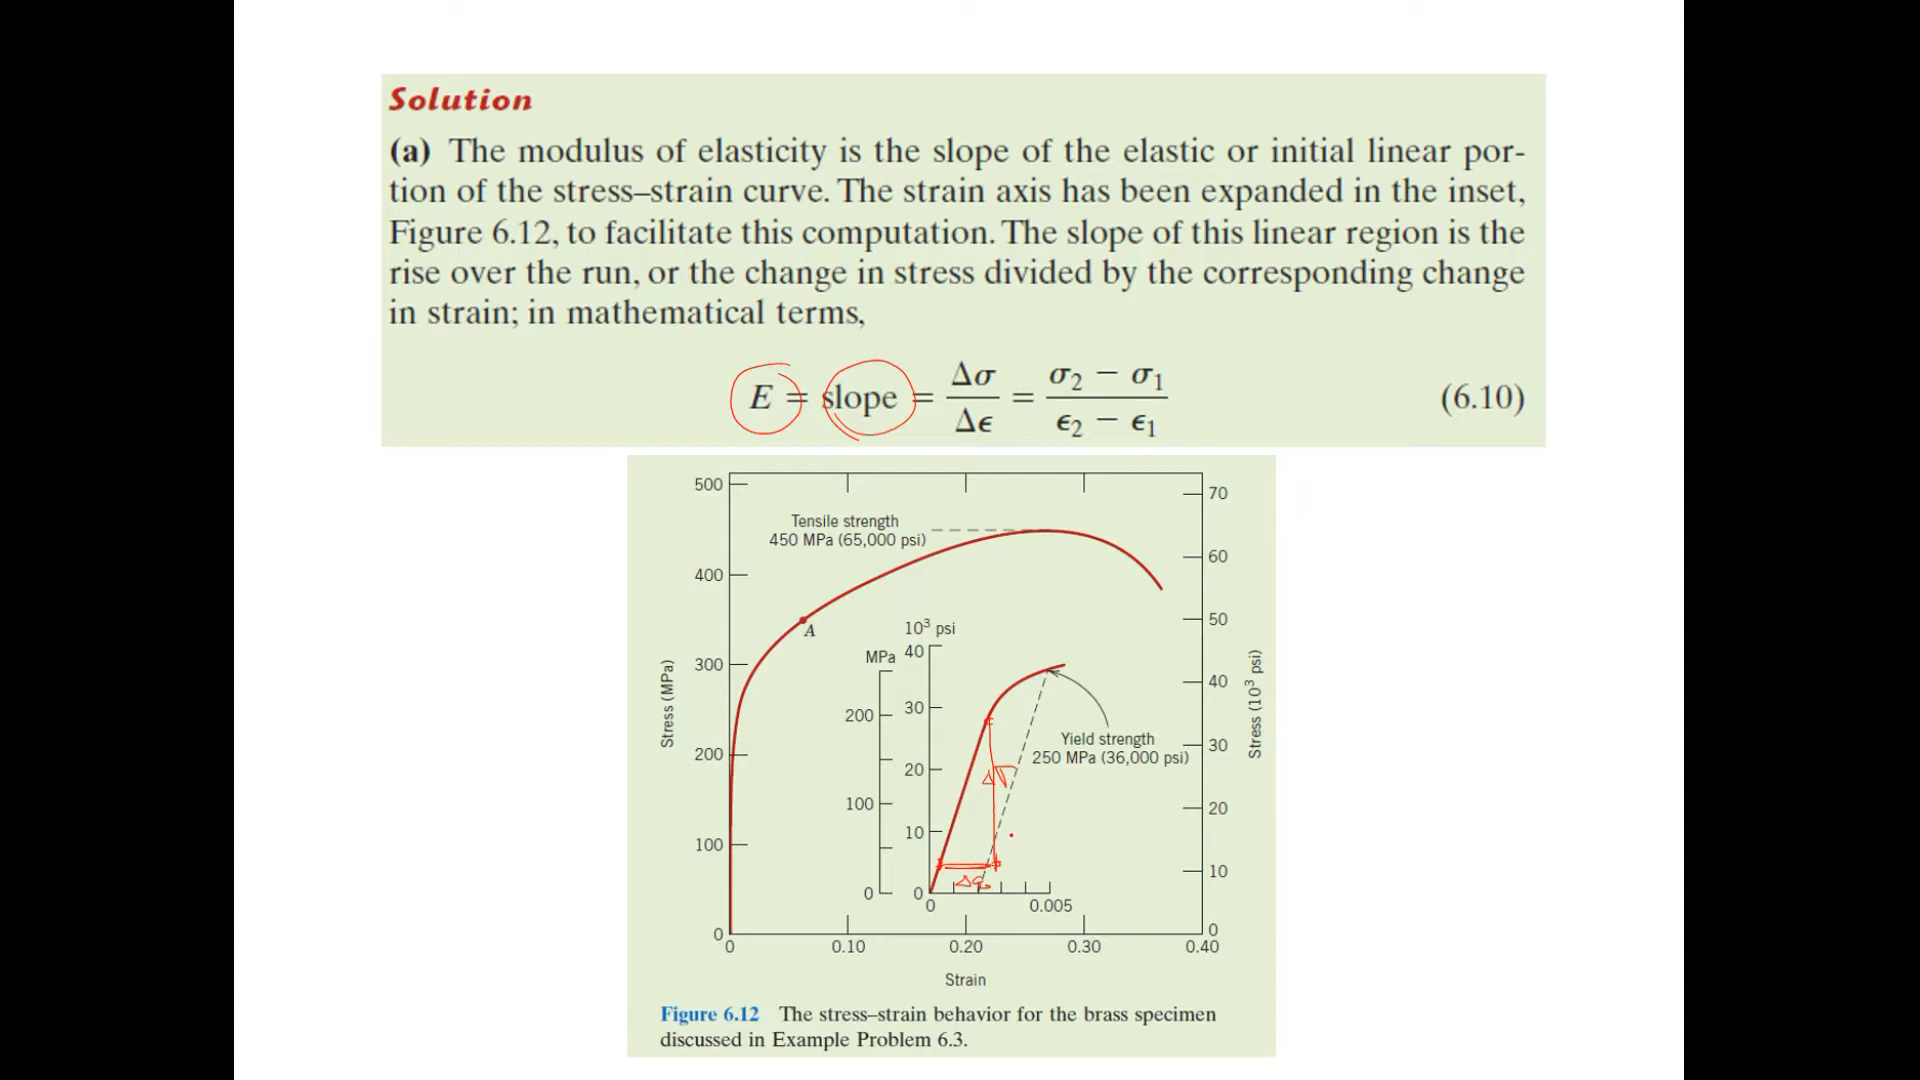 Solution
(a) The modulus of elasticity is the slope of the elastic or initial linear por-
tion of the stress–strain curve. The strain axis has been expanded in the inset,
Figure 6.12, to facilitate this computation. The slope of this linear region is the
rise over the run, or the change in stress divided by the corresponding change
in strain; in mathematical terms,
E = slope = Δσ/Δϵ = (σ₂ − σ₁)/(ϵ₂ − ϵ₁) (6.10)
500
400
300
200
100
0
Stress (MPa)
Tensile strength
450 MPa (65,000 psi)
A
10³ psi
MPa
200
100
0
40
30
20
10
0
0
0.005
Yield strength
250 MPa (36,000 psi)
Δ
70
60
50
40
30
20
10
0
Stress (10³ psi)
0
0.10
0.20
0.30
0.40
Strain
Figure 6.12 The stress–strain behavior for the brass specimen
discussed in Example Problem 6.3.